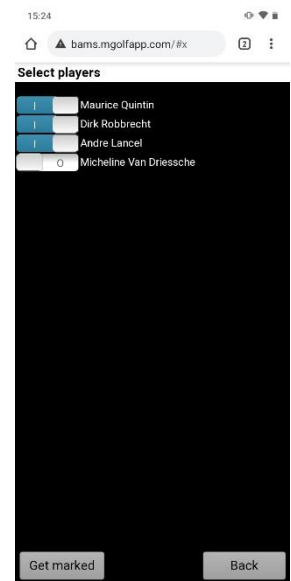 15:24
bams.mgolfapp.com/#x
2
Select players
I Maurice Quintin
I Dirk Robbrecht
I Andre Lancel
O Micheline Van Driessche
Get marked Back